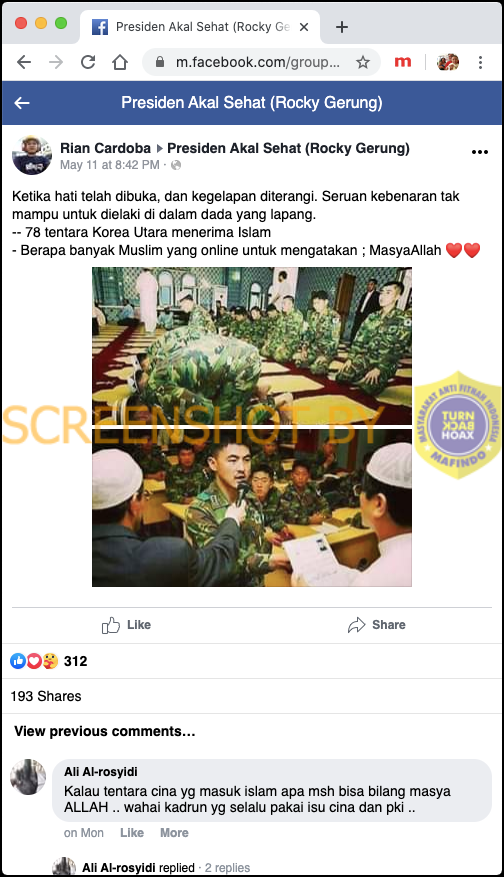 Presiden Akal Sehat (Rocky Ge
m.facebook.com/group...
m
Presiden Akal Sehat (Rocky Gerung)
Rian Cardoba ▸ Presiden Akal Sehat (Rocky Gerung)
May 11 at 8:42 PM ·
Ketika hati telah dibuka, dan kegelapan diterangi. Seruan kebenaran tak
mampu untuk dielaki di dalam dada yang lapang.
-- 78 tentara Korea Utara menerima Islam
- Berapa banyak Muslim yang online untuk mengatakan ; MasyaAllah ❤️❤️
SCREENSHOT BY
MASYARAKAT ANTI FITNAH INDONESIA
TURN
BACK
HOAX
MAFINDO
Like
Share
312
193 Shares
View previous comments...
Ali Al-rosyidi
Kalau tentara cina yg masuk islam apa msh bisa bilang masya
ALLAH .. wahai kadrun yg selalu pakai isu cina dan pki ..
on Mon Like More
Ali Al-rosyidi replied · 2 replies